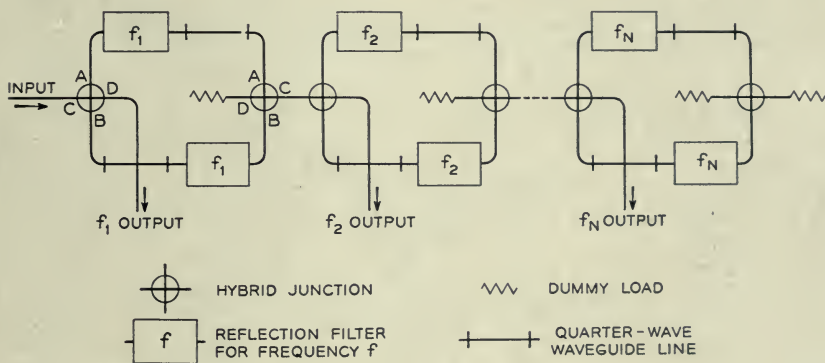 f1 f2 fN
INPUT A D A C
C B D B
f1 f2 fN
f1 OUTPUT f2 OUTPUT fN OUTPUT
HYBRID JUNCTION DUMMY LOAD
f REFLECTION FILTER FOR FREQUENCY f
QUARTER-WAVE WAVEGUIDE LINE